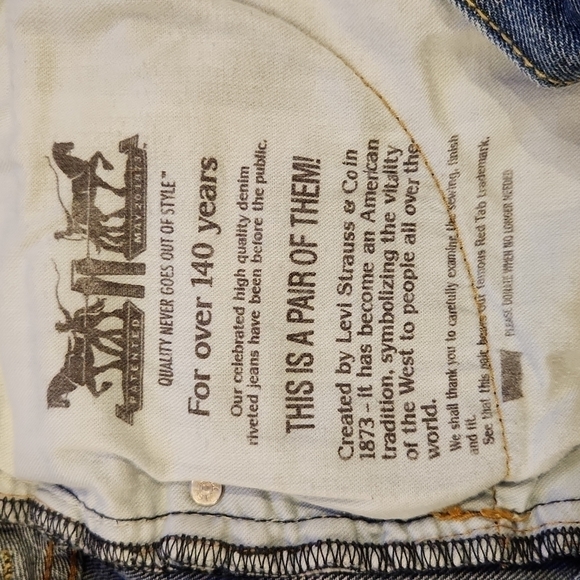 PATENTED
MAY 20 1873
QUALITY NEVER GOES OUT OF STYLE™
For over 140 years
Our celebrated high quality denim
riveted jeans have been before the public.
THIS IS A PAIR OF THEM!
Created by Levi Strauss & Co in
1873 - it has become an American
tradition, symbolizing the vitality
of the West to people all over the
world.
We shall thank you to carefully examine the sewing, finish
and fit.
See that this pair bears our famous Red Tab trademark.
PLEASE DONATE WHEN NO LONGER NEEDED